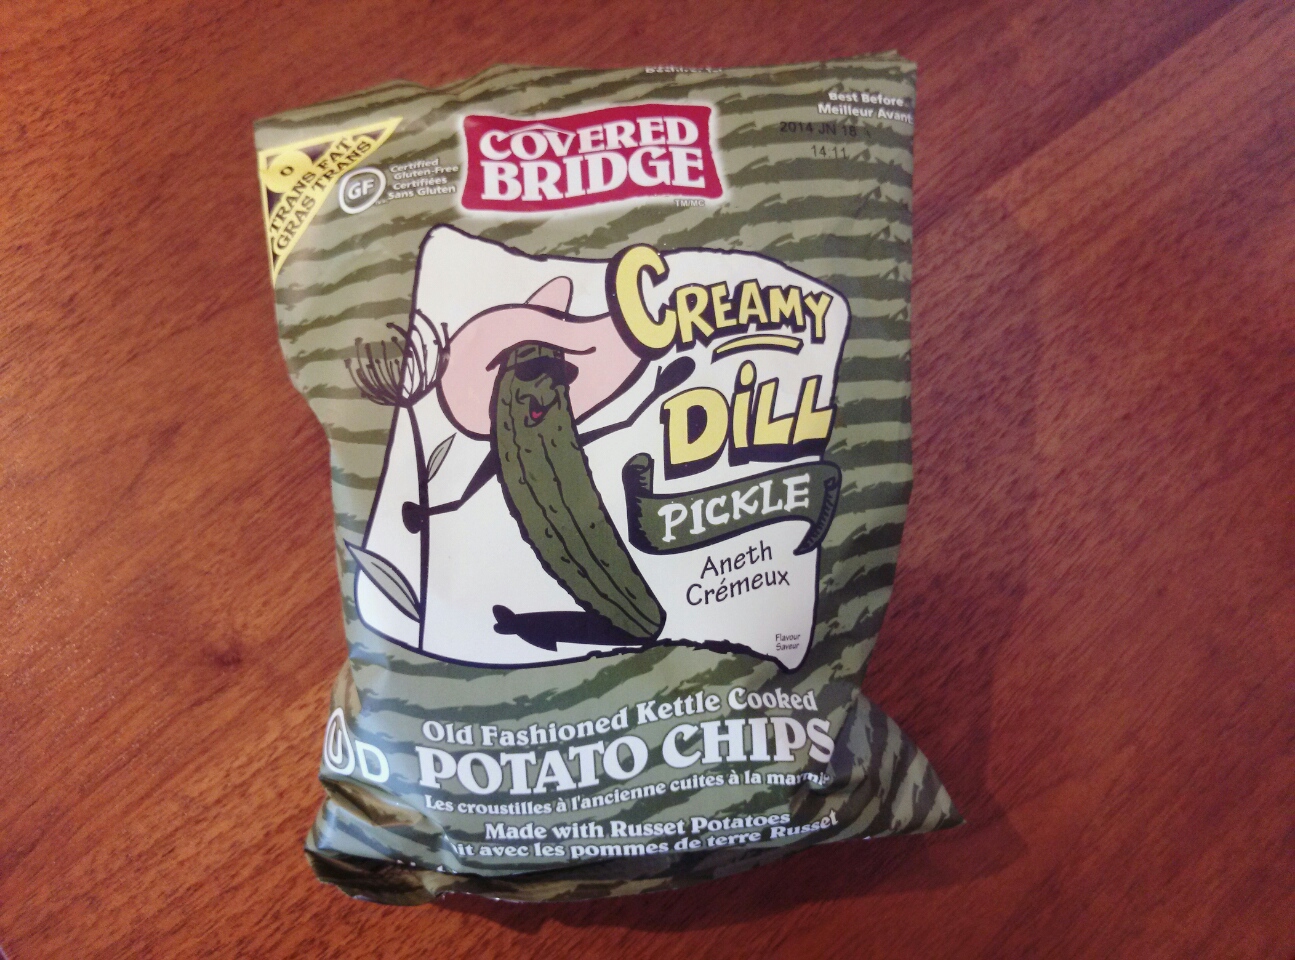 Best Before
Meilleur Avant
2014 JN 18
14:11
0
TRANS FAT
GRAS TRANS
GF
Certified
Gluten-Free
Certifiées
Sans Gluten
COVERED
BRIDGE
TM/MC
CREAMY
DiLL
PICKLE
Aneth
Crémeux
Flavour
Saveur
Old Fashioned Kettle Cooked
POTATO CHIPS
Les croustilles à l'ancienne cuites à la
U D
Made with Russet Potatoes
avec les pommes de terre Russet